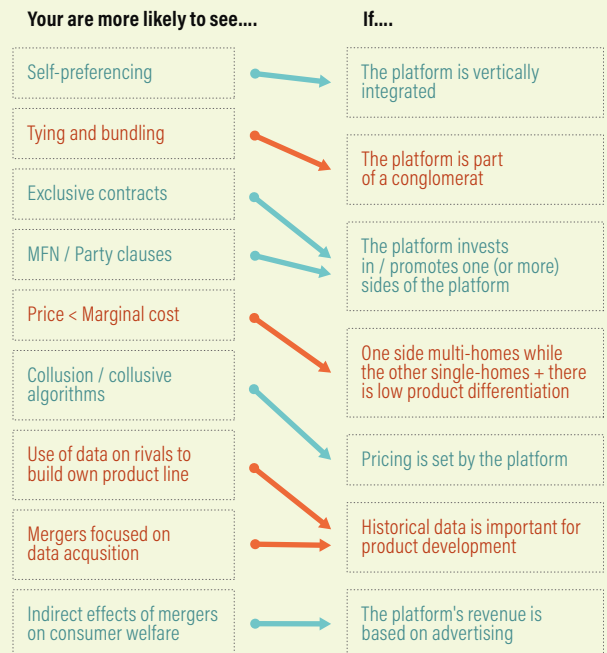 Your are more likely to see....
If....
Self-preferencing
The platform is vertically
integrated
Tying and bundling
The platform is part
of a conglomerat
Exclusive contracts
MFN / Party clauses
The platform invests
in / promotes one (or more)
sides of the platform
Price < Marginal cost
One side multi-homes while
the other single-homes + there
is low product differentiation
Collusion / collusive
algorithms
Pricing is set by the platform
Use of data on rivals to
build own product line
Mergers focused on
data acqusition
Historical data is important for
product development
Indirect effects of mergers
on consumer welfare
The platform's revenue is
based on advertising